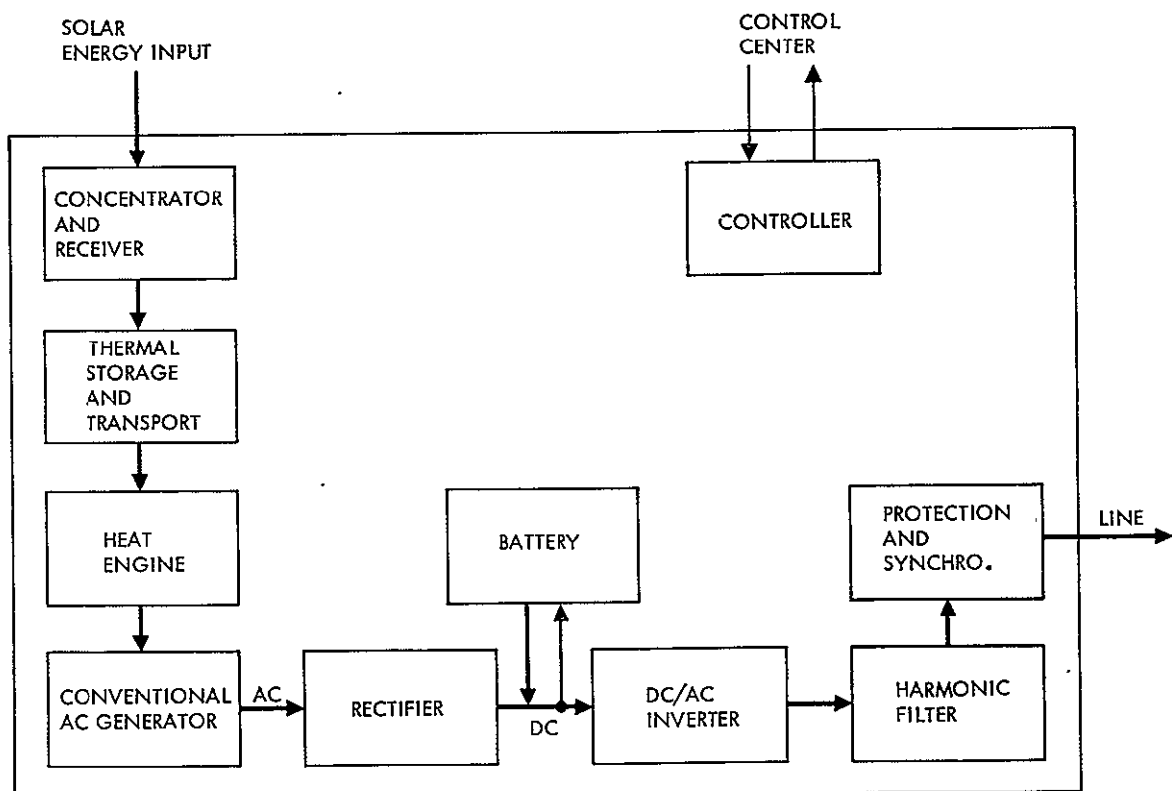 SOLAR
ENERGY INPUT
CONTROL
CENTER
CONCENTRATOR
AND
RECEIVER
CONTROLLER
THERMAL
STORAGE
AND
TRANSPORT
HEAT
ENGINE
BATTERY
PROTECTION
AND
SYNCHRO.
LINE
CONVENTIONAL
AC GENERATOR
AC
RECTIFIER
DC
DC/AC
INVERTER
HARMONIC
FILTER